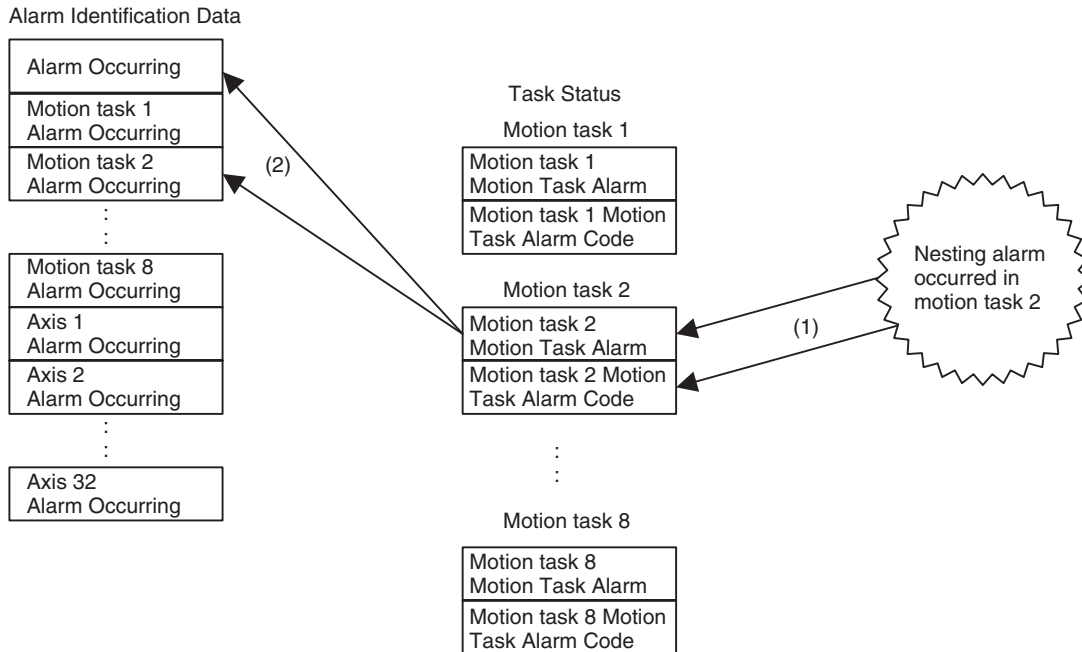 Alarm Identification Data
Alarm Occurring
Motion task 1
Alarm Occurring
Motion task 2
Alarm Occurring
:
:
Motion task 8
Alarm Occurring
Axis 1
Alarm Occurring
Axis 2
Alarm Occurring
:
:
Axis 32
Alarm Occurring
(2)
Task Status
Motion task 1
Motion task 1
Motion Task Alarm
Motion task 1 Motion
Task Alarm Code
Motion task 2
Motion task 2
Motion Task Alarm
Motion task 2 Motion
Task Alarm Code
:
:
Motion task 8
Motion task 8
Motion Task Alarm
Motion task 8 Motion
Task Alarm Code
(1)
Nesting alarm
occurred in
motion task 2